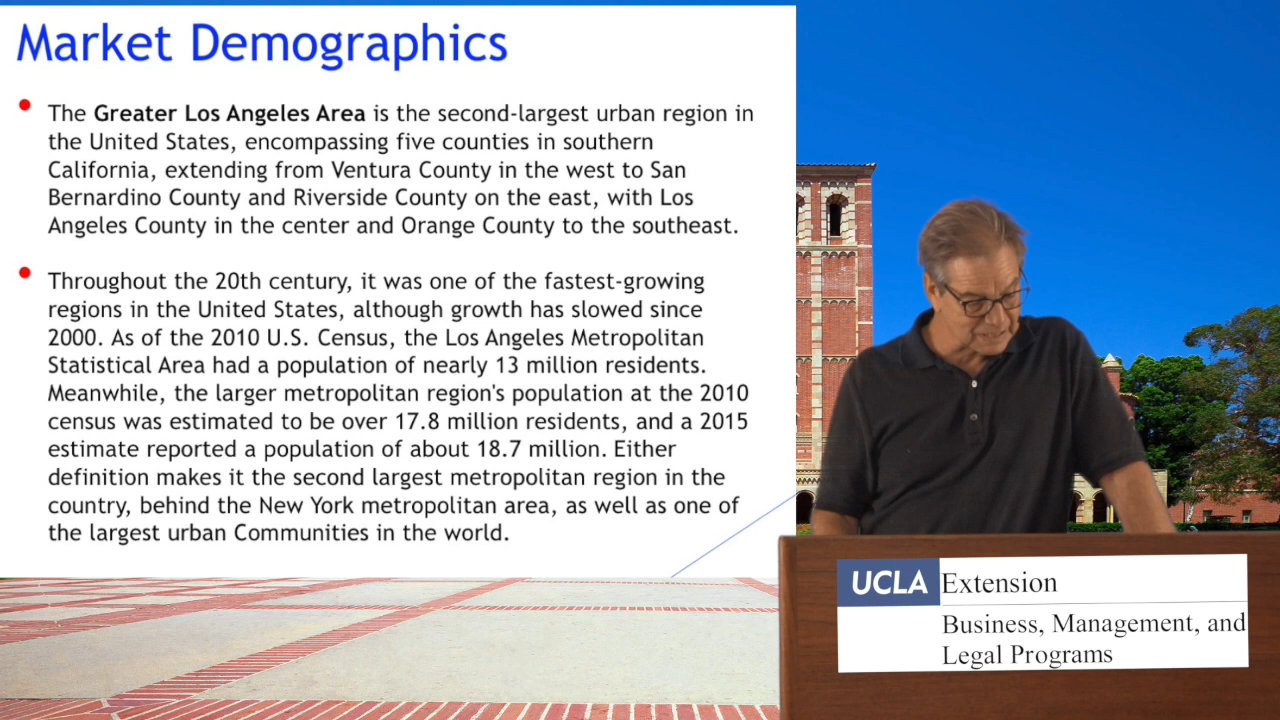 Market Demographics
The Greater Los Angeles Area is the second-largest urban region in
the United States, encompassing five counties in southern
California, extending from Ventura County in the west to San
Bernardino County and Riverside County on the east, with Los
Angeles County in the center and Orange County to the southeast.
Throughout the 20th century, it was one of the fastest-growing
regions in the United States, although growth has slowed since
2000. As of the 2010 U.S. Census, the Los Angeles Metropolitan
Statistical Area had a population of nearly 13 million residents.
Meanwhile, the larger metropolitan region's population at the 2010
census was estimated to be over 17.8 million residents, and a 2015
estimate reported a population of about 18.7 million. Either
definition makes it the second largest metropolitan region in the
country, behind the New York metropolitan area, as well as one of
the largest urban Communities in the world.
UCLA Extension
Business, Management, and
Legal Programs